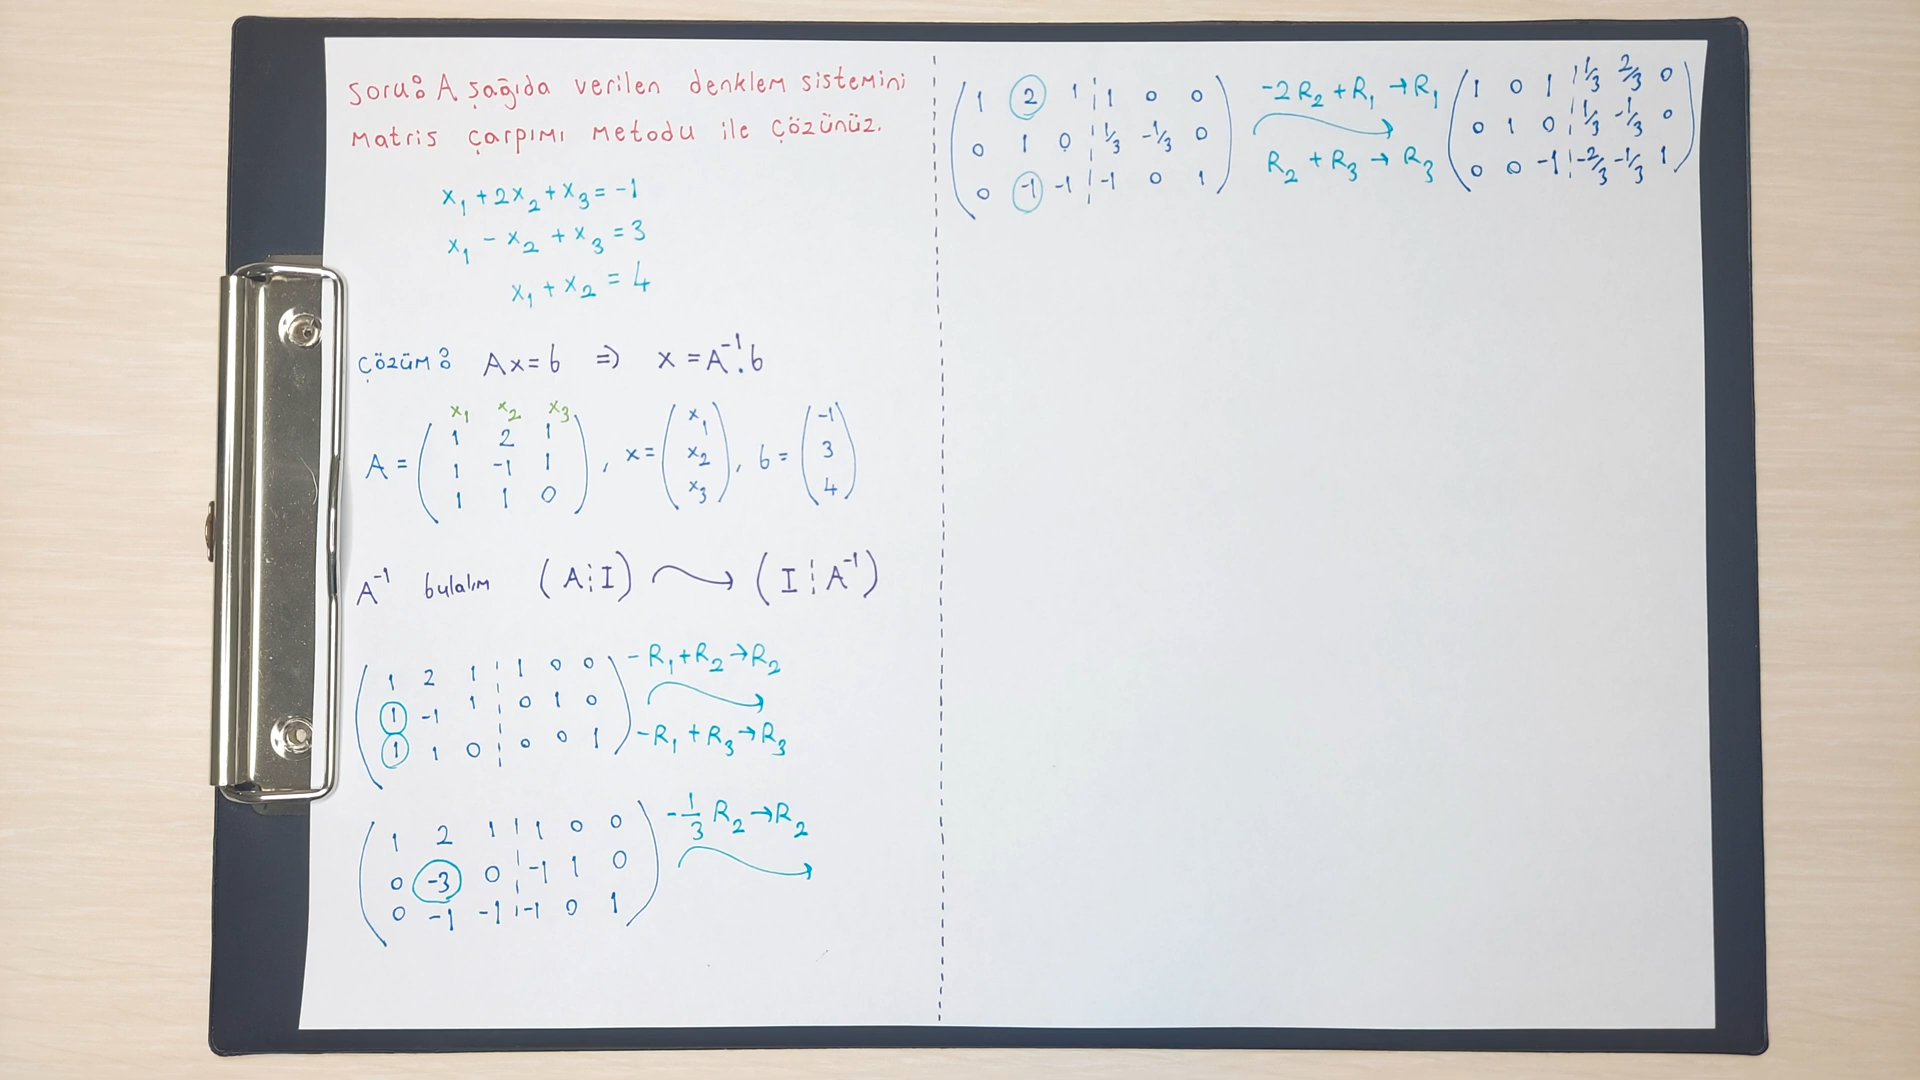 Soru: Aşağıda verilen denklem sistemini
Matris Çarpımı Metodu ile Çözünüz.
x₁ + 2x₂ + x₃ = -1
x₁ - x₂ + x₃ = 3
x₁ + x₂ = 4
Çözüm: Ax = b ⇒ x = A⁻¹.b
x₁ x₂ x₃
A = ( 1 2 1 ) , x = ( x₁ ) , b = ( -1 )
1 -1 1 x₂ 3
1 1 0 x₃ 4
A⁻¹ bulalım (A ¦ I) → (I ¦ A⁻¹)
1 2 1 ¦ 1 0 0 -R₁ + R₂ → R₂
1 -1 1 ¦ 0 1 0
1 1 0 ¦ 0 0 1 -R₁ + R₃ → R₃
1 2 1 ¦ 1 0 0 -1/3 R₂ → R₂
0 -3 0 ¦ -1 1 0
0 -1 -1 ¦ -1 0 1
1 2 1 ¦ 1 0 0 -2R₂ + R₁ → R₁ 1 0 1 ¦ 1/3 2/3 0
0 1 0 ¦ 1/3 -1/3 0 0 1 0 ¦ 1/3 -1/3 0
0 -1 -1 ¦ -1 0 1 R₂ + R₃ → R₃ 0 0 -1 ¦ -2/3 -1/3 1